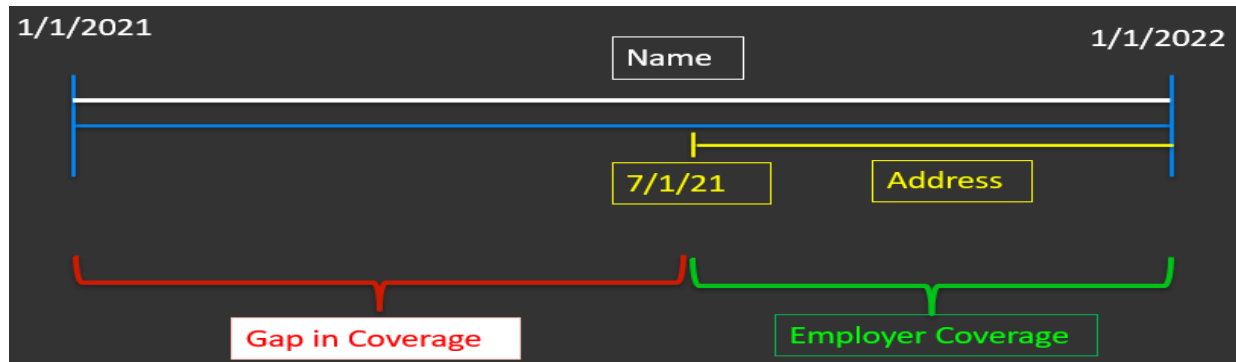 1/1/2021
1/1/2022
Name
7/1/21
Address
Gap in Coverage
Employer Coverage